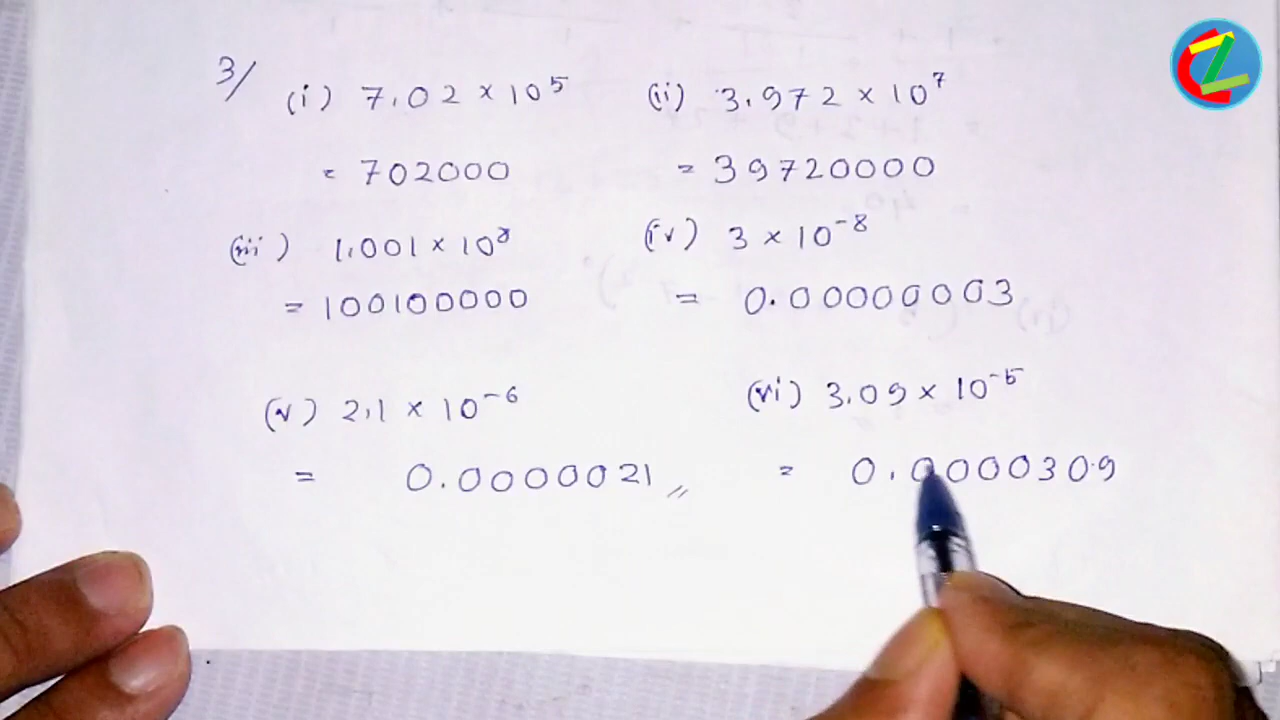 3/
(i) 7.02 × 10⁵ (ii) 3.972 × 10⁷
= 702000 = 39720000
(iii) 1.001 × 10⁸ (iv) 3 × 10⁻⁸
= 100100000 = 0.00000003
(v) 2.1 × 10⁻⁶ (vi) 3.09 × 10⁻⁵
= 0.0000021 // = 0.0000309